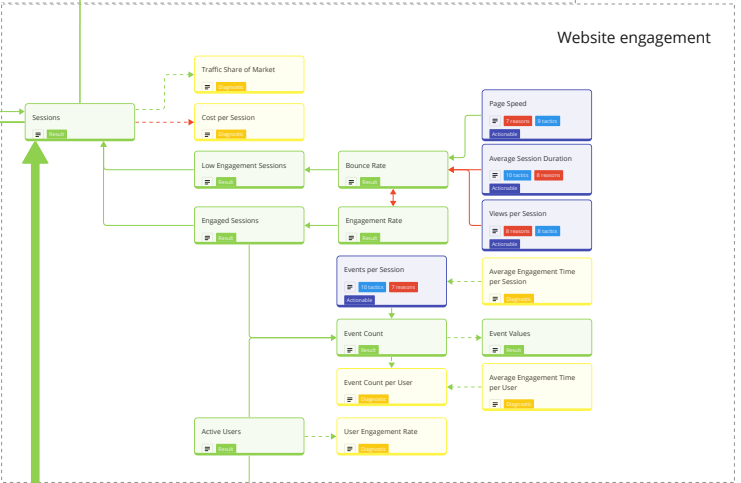 Website engagement
Traffic Share of Market
Diagnostic
Sessions
Result
Cost per Session
Diagnostic
Page Speed
7 reasons
9 tactics
Actionable
Low Engagement Sessions
Result
Bounce Rate
Result
Average Session Duration
10 tactics
8 reasons
Actionable
Engaged Sessions
Result
Engagement Rate
Result
Views per Session
8 reasons
8 tactics
Actionable
Events per Session
10 tactics
7 reasons
Actionable
Average Engagement Time
per Session
Diagnostic
Event Count
Result
Event Values
Result
Event Count per User
Diagnostic
Average Engagement Time
per User
Diagnostic
Active Users
Result
User Engagement Rate
Diagnostic